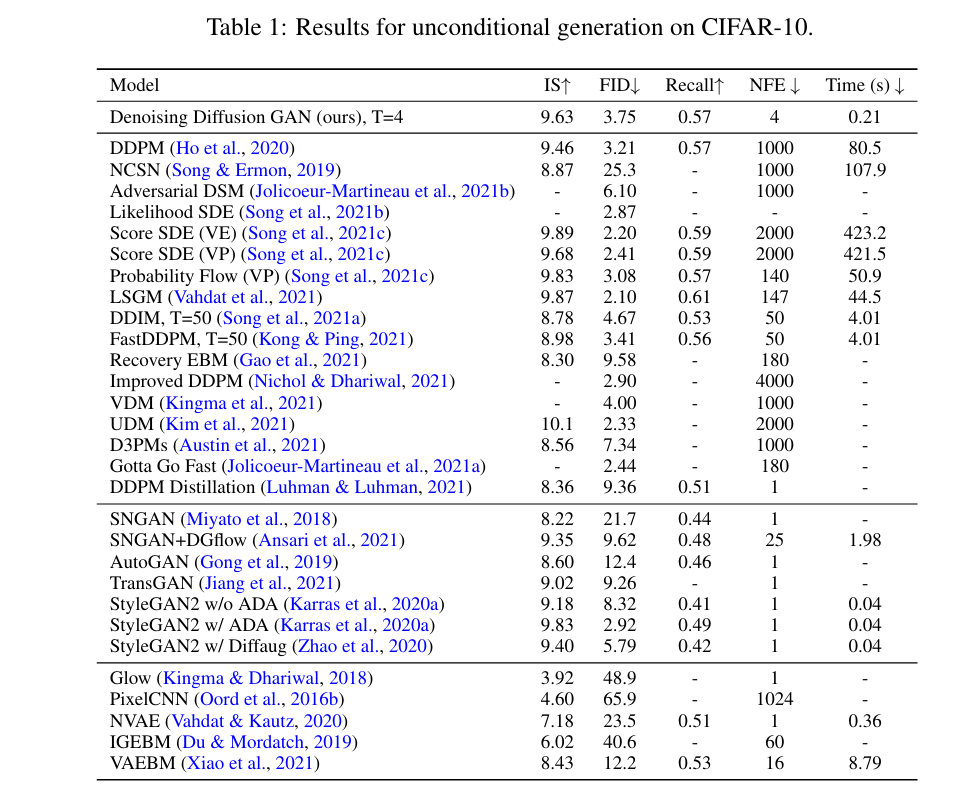 Table 1: Results for unconditional generation on CIFAR-10.
Model IS↑ FID↓ Recall↑ NFE ↓ Time (s) ↓
Denoising Diffusion GAN (ours), T=4 9.63 3.75 0.57 4 0.21
DDPM (Ho et al., 2020) 9.46 3.21 0.57 1000 80.5
NCSN (Song & Ermon, 2019) 8.87 25.3 - 1000 107.9
Adversarial DSM (Jolicoeur-Martineau et al., 2021b) - 6.10 - 1000 -
Likelihood SDE (Song et al., 2021b) - 2.87 - - -
Score SDE (VE) (Song et al., 2021c) 9.89 2.20 0.59 2000 423.2
Score SDE (VP) (Song et al., 2021c) 9.68 2.41 0.59 2000 421.5
Probability Flow (VP) (Song et al., 2021c) 9.83 3.08 0.57 140 50.9
LSGM (Vahdat et al., 2021) 9.87 2.10 0.61 147 44.5
DDIM, T=50 (Song et al., 2021a) 8.78 4.67 0.53 50 4.01
FastDDPM, T=50 (Kong & Ping, 2021) 8.98 3.41 0.56 50 4.01
Recovery EBM (Gao et al., 2021) 8.30 9.58 - 180 -
Improved DDPM (Nichol & Dhariwal, 2021) - 2.90 - 4000 -
VDM (Kingma et al., 2021) - 4.00 - 1000 -
UDM (Kim et al., 2021) 10.1 2.33 - 2000 -
D3PMs (Austin et al., 2021) 8.56 7.34 - 1000 -
Gotta Go Fast (Jolicoeur-Martineau et al., 2021a) - 2.44 - 180 -
DDPM Distillation (Luhman & Luhman, 2021) 8.36 9.36 0.51 1 -
SNGAN (Miyato et al., 2018) 8.22 21.7 0.44 1 -
SNGAN+DGflow (Ansari et al., 2021) 9.35 9.62 0.48 25 1.98
AutoGAN (Gong et al., 2019) 8.60 12.4 0.46 1 -
TransGAN (Jiang et al., 2021) 9.02 9.26 - 1 -
StyleGAN2 w/o ADA (Karras et al., 2020a) 9.18 8.32 0.41 1 0.04
StyleGAN2 w/ ADA (Karras et al., 2020a) 9.83 2.92 0.49 1 0.04
StyleGAN2 w/ Diffaug (Zhao et al., 2020) 9.40 5.79 0.42 1 0.04
Glow (Kingma & Dhariwal, 2018) 3.92 48.9 - 1 -
PixelCNN (Oord et al., 2016b) 4.60 65.9 - 1024 -
NVAE (Vahdat & Kautz, 2020) 7.18 23.5 0.51 1 0.36
IGEBM (Du & Mordatch, 2019) 6.02 40.6 - 60 -
VAEBM (Xiao et al., 2021) 8.43 12.2 0.53 16 8.79